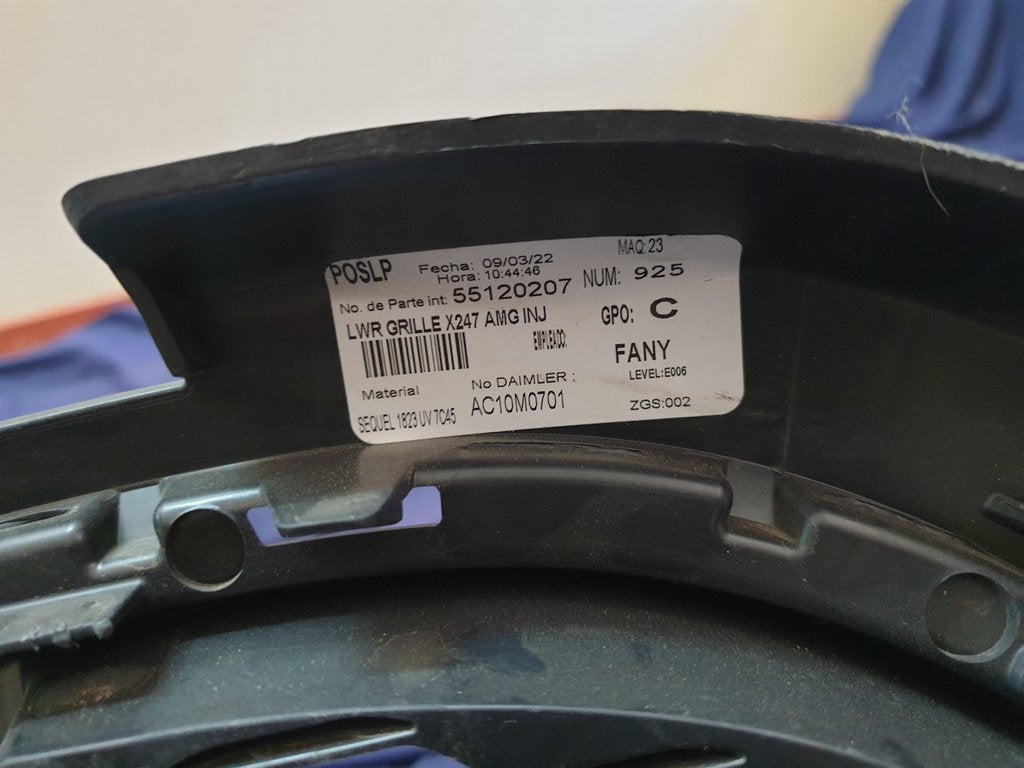 POSLP Fecha: 09/03/22 MAQ: 23
Hora: 10:44:46 NUM: 925
No. de Parte int: 55120207
LWR GRILLE X247 AMG INJ GPO: C
EMPLEADO:
FANY
Material No DAIMLER : LEVEL:E006
SEQUEL 1823 UV 7C45 AC10M0701 ZGS:002